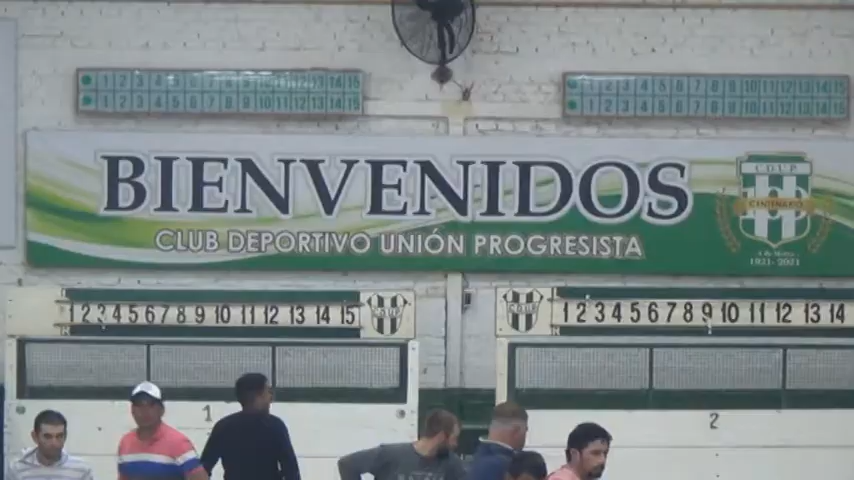 1 2 3 4 5 6 7 8 9 10 11 12 13 14 15
1 2 3 4 5 6 7 8 9 10 11 12 13 14 15
1 2 3 4 5 6 7 8 9 10 11 12 13 14 15
1 2 3 4 5 6 7 8 9 10 11 12 13 14 15
BIENVENIDOS
CLUB DEPORTIVO UNIÓN PROGRESISTA
C D U P
CENTENARIO
1921-2021
1 2 3 4 5 6 7 8 9 10 11 12 13 14 15
C D U P
C D U P
1 2 3 4 5 6 7 8 9 10 11 12 13 14
1
2